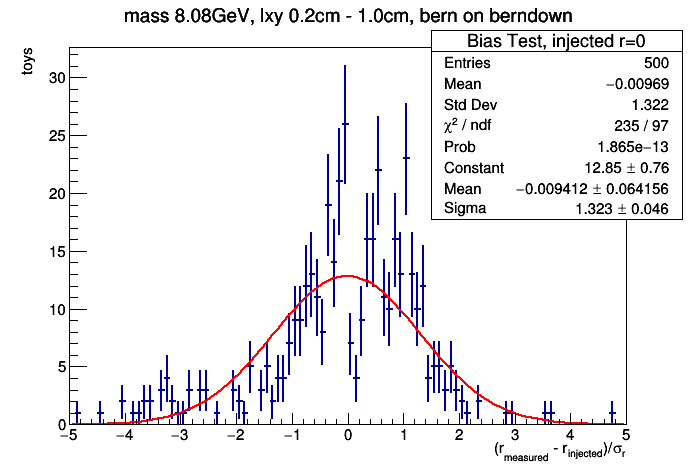 mass 8.08GeV, lxy 0.2cm - 1.0cm, bern on berndown
toys
Bias Test, injected r=0
Entries 500
Mean −0.00969
Std Dev 1.322
χ² / ndf 235 / 97
Prob 1.865e−13
Constant 12.85 ± 0.76
Mean −0.009412 ± 0.064156
Sigma 1.323 ± 0.046
30
25
20
15
10
5
0
−5 −4 −3 −2 −1 0 1 2 3 4 5
(r_measured - r_injected)/σ_r